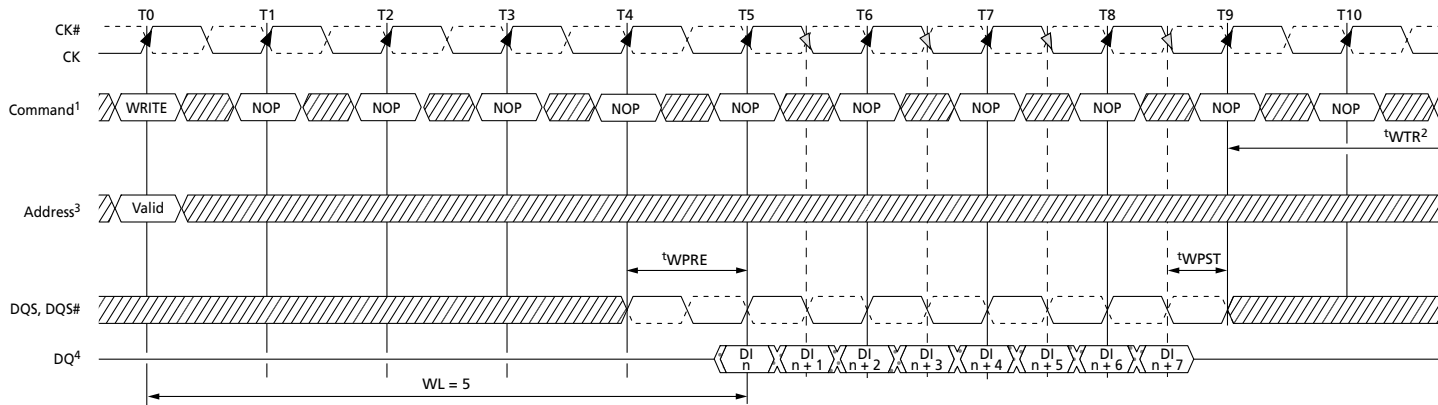 T0 T1 T2 T3 T4 T5 T6 T7 T8 T9 T10
CK#
CK
Command¹ WRITE NOP NOP NOP NOP NOP NOP NOP NOP NOP NOP
ᵗWTR²
Address³ Valid
ᵗWPRE ᵗWPST
DQS, DQS#
DQ⁴ DI n DI n + 1 DI n + 2 DI n + 3 DI n + 4 DI n + 5 DI n + 6 DI n + 7
WL = 5